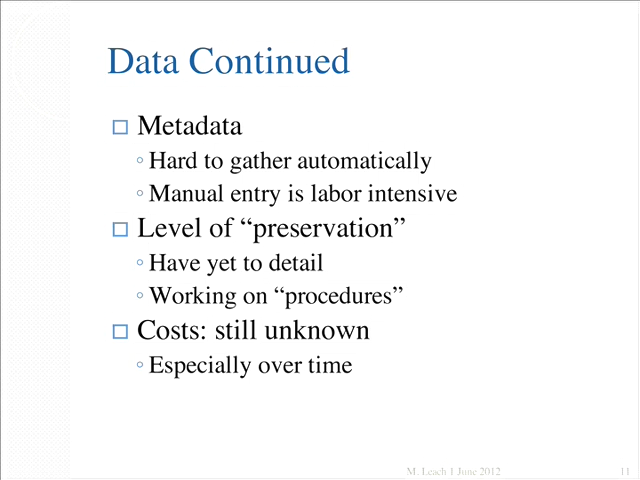 Data Continued
Metadata
Hard to gather automatically
Manual entry is labor intensive
Level of “preservation”
Have yet to detail
Working on “procedures”
Costs: still unknown
Especially over time
M. Leach 1 June 2012
11